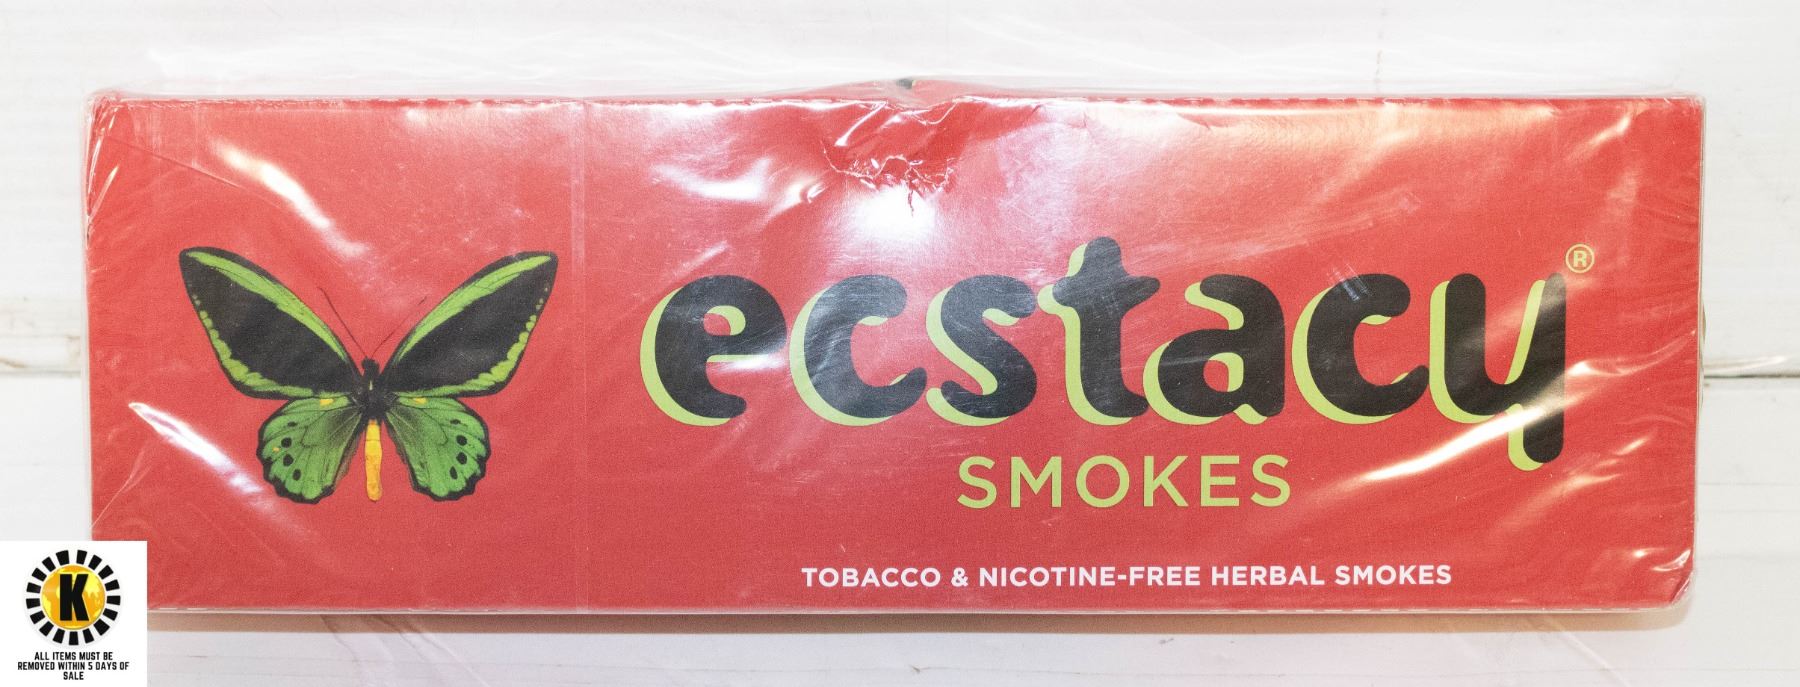 ecstacy®
SMOKES
TOBACCO & NICOTINE-FREE HERBAL SMOKES
K
ALL ITEMS MUST BE
REMOVED WITHIN 5 DAYS OF
SALE